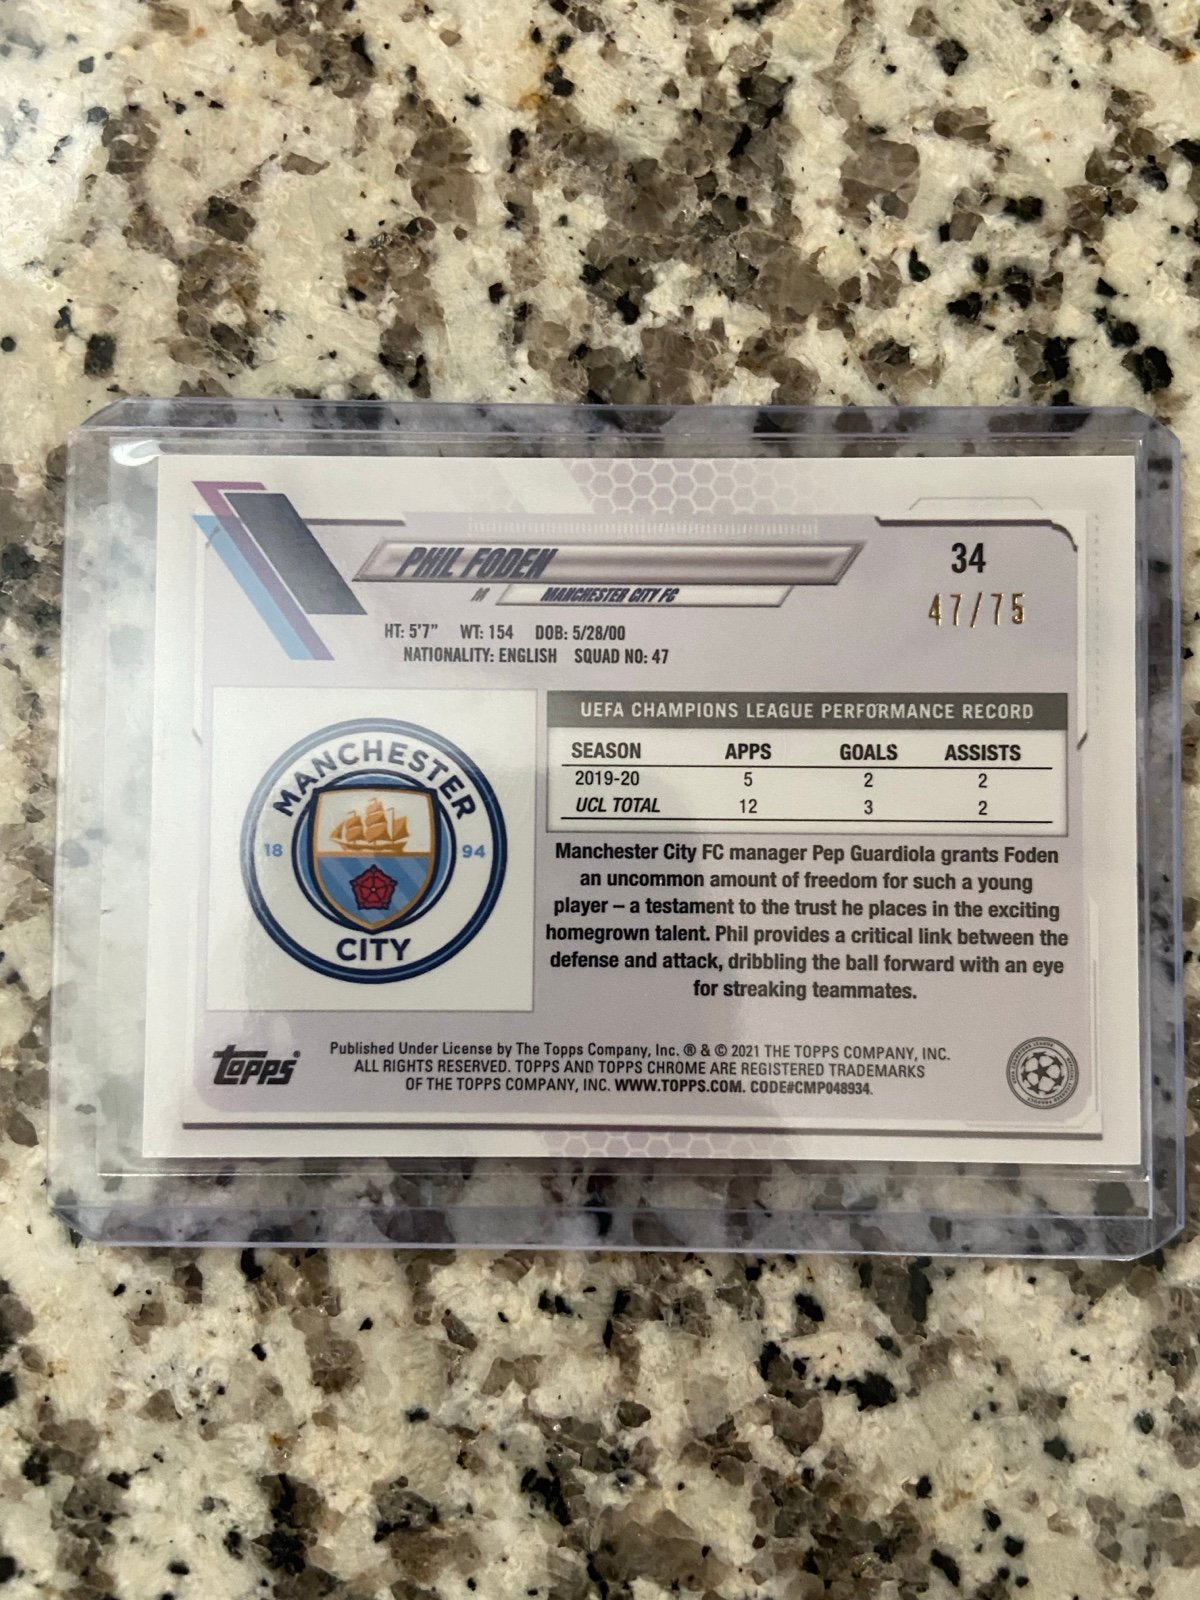 PHIL FODEN
M MANCHESTER CITY FC
34
47/75
HT: 5'7" WT: 154 DOB: 5/28/00
NATIONALITY: ENGLISH SQUAD NO: 47
MANCHESTER
18 94
CITY
UEFA CHAMPIONS LEAGUE PERFORMANCE RECORD
SEASON APPS GOALS ASSISTS
2019-20 5 2 2
UCL TOTAL 12 3 2
Manchester City FC manager Pep Guardiola grants Foden
an uncommon amount of freedom for such a young
player – a testament to the trust he places in the exciting
homegrown talent. Phil provides a critical link between the
defense and attack, dribbling the ball forward with an eye
for streaking teammates.
topps®
Published Under License by The Topps Company, Inc. ® & © 2021 THE TOPPS COMPANY, INC.
ALL RIGHTS RESERVED. TOPPS AND TOPPS CHROME ARE REGISTERED TRADEMARKS
OF THE TOPPS COMPANY, INC. WWW.TOPPS.COM. CODE#CMP048934.